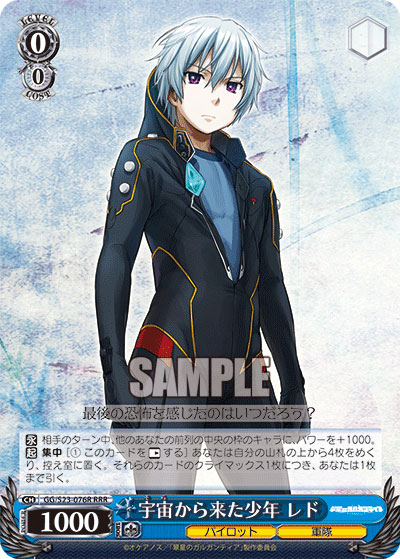 LEVEL
0
0
COST
SAMPLE
最後の恐怖を感じたのはいつだろう?
永 相手のターン中、他のあなたの前列の中央の枠のキャラに、パワーを+1000。
起 集中 [このカードを する] あなたは自分の山札の上から4枚をめく
り、控え室に置く。それらのカードのクライマックス1枚につき、あなたは1枚
まで引く。
CH GG/S23-076R RRR
1000
宇宙から来た少年 レド
パイロット 軍隊
©オケアノス/「翠星のガルガンティア」製作委員会